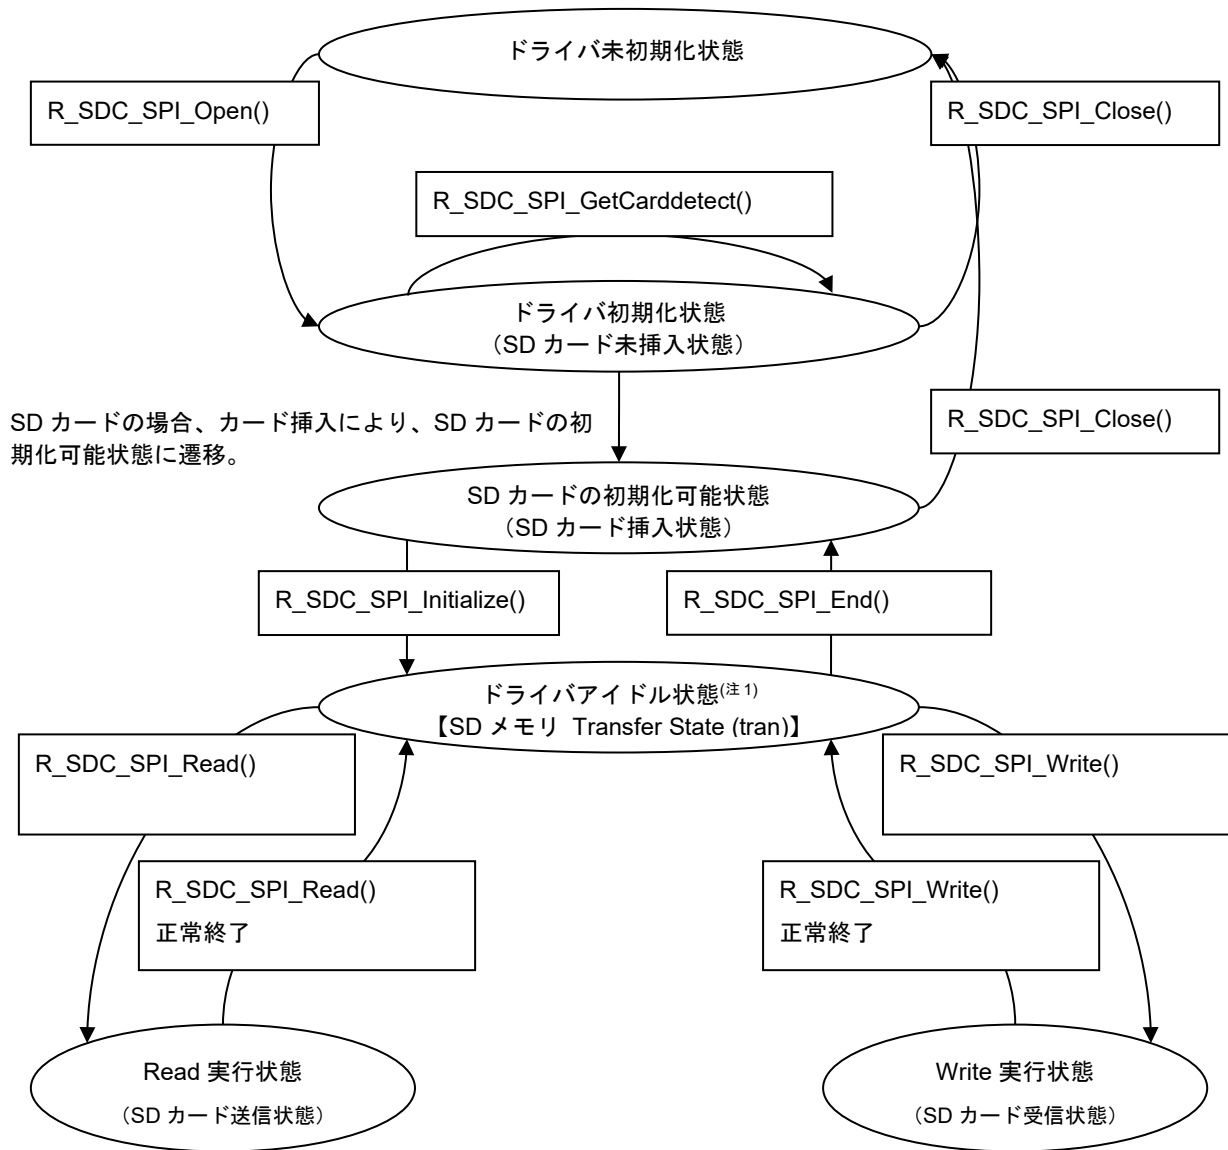 ドライバ未初期化状態
R_SDC_SPI_Open()
R_SDC_SPI_Close()
R_SDC_SPI_GetCarddetect()
ドライバ初期化状態
（SD カード未挿入状態）
SD カードの場合、カード挿入により、SD カードの初
期化可能状態に遷移。
R_SDC_SPI_Close()
SD カードの初期化可能状態
（SD カード挿入状態）
R_SDC_SPI_Initialize()
R_SDC_SPI_End()
ドライバアイドル状態(注 1)
【SD メモリ Transfer State (tran)】
R_SDC_SPI_Read()
R_SDC_SPI_Write()
R_SDC_SPI_Read()
正常終了
R_SDC_SPI_Write()
正常終了
Read 実行状態
（SD カード送信状態）
Write 実行状態
（SD カード受信状態）